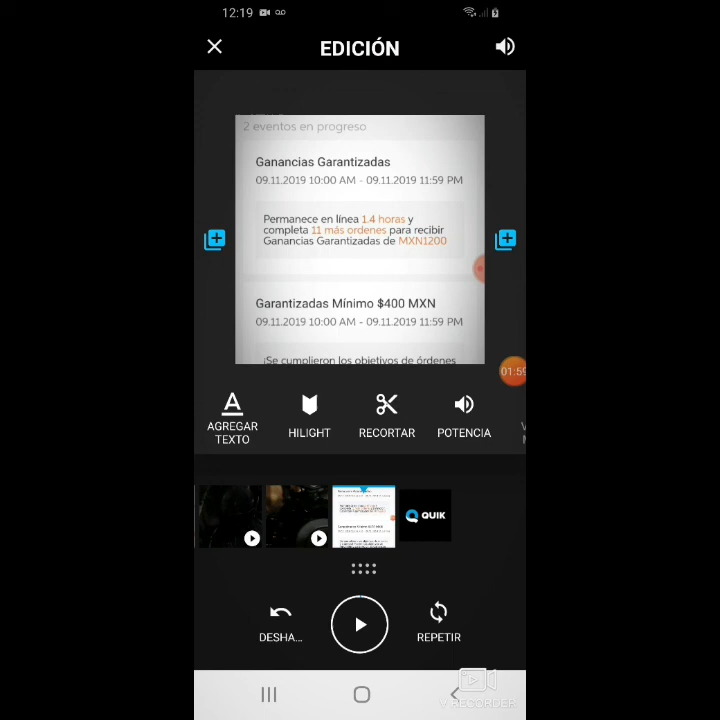 12:19
EDICIÓN
2 eventos en progreso
Ganancias Garantizadas
09.11.2019 10:00 AM - 09.11.2019 11:59 PM
Permanece en línea 1.4 horas y
completa 11 más ordenes para recibir
Ganancias Garantizadas de MXN1200
Garantizadas Mínimo $400 MXN
09.11.2019 10:00 AM - 09.11.2019 11:59 PM
¡Se cumplieron los objetivos de órdenes
01:59
AGREGAR
TEXTO
HILIGHT
RECORTAR
POTENCIA
QUIK
DESHA...
REPETIR
V RECORDER